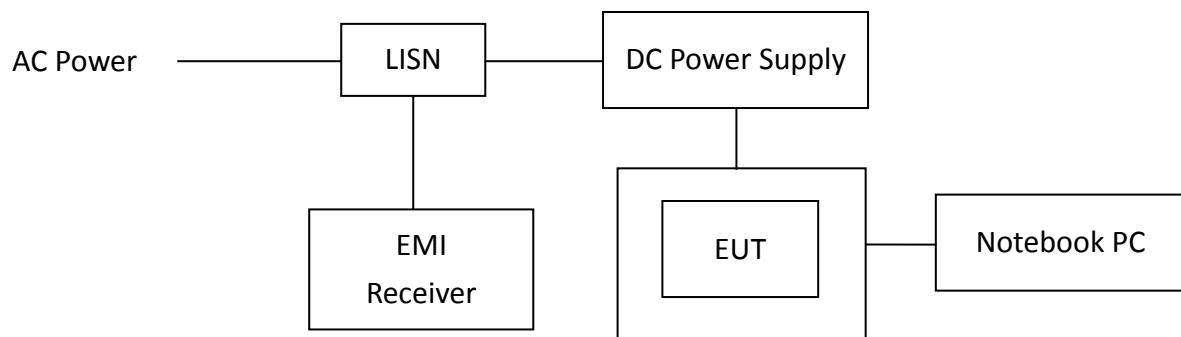 AC Power
LISN
DC Power Supply
EMI
Receiver
EUT
Notebook PC